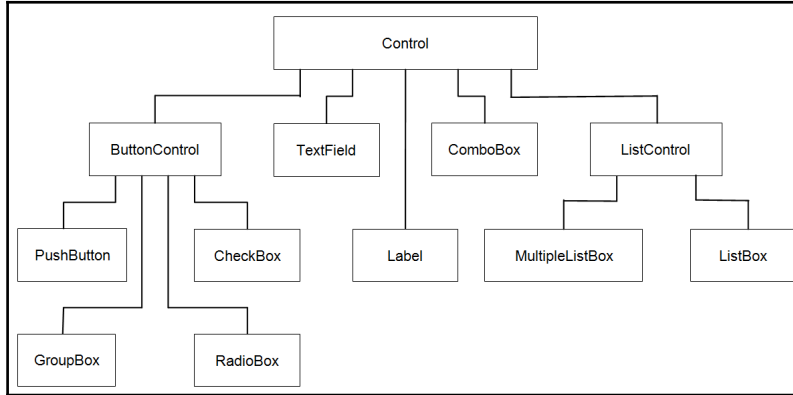 Control
ButtonControl
TextField
ComboBox
ListControl
PushButton
CheckBox
Label
MultipleListBox
ListBox
GroupBox
RadioBox